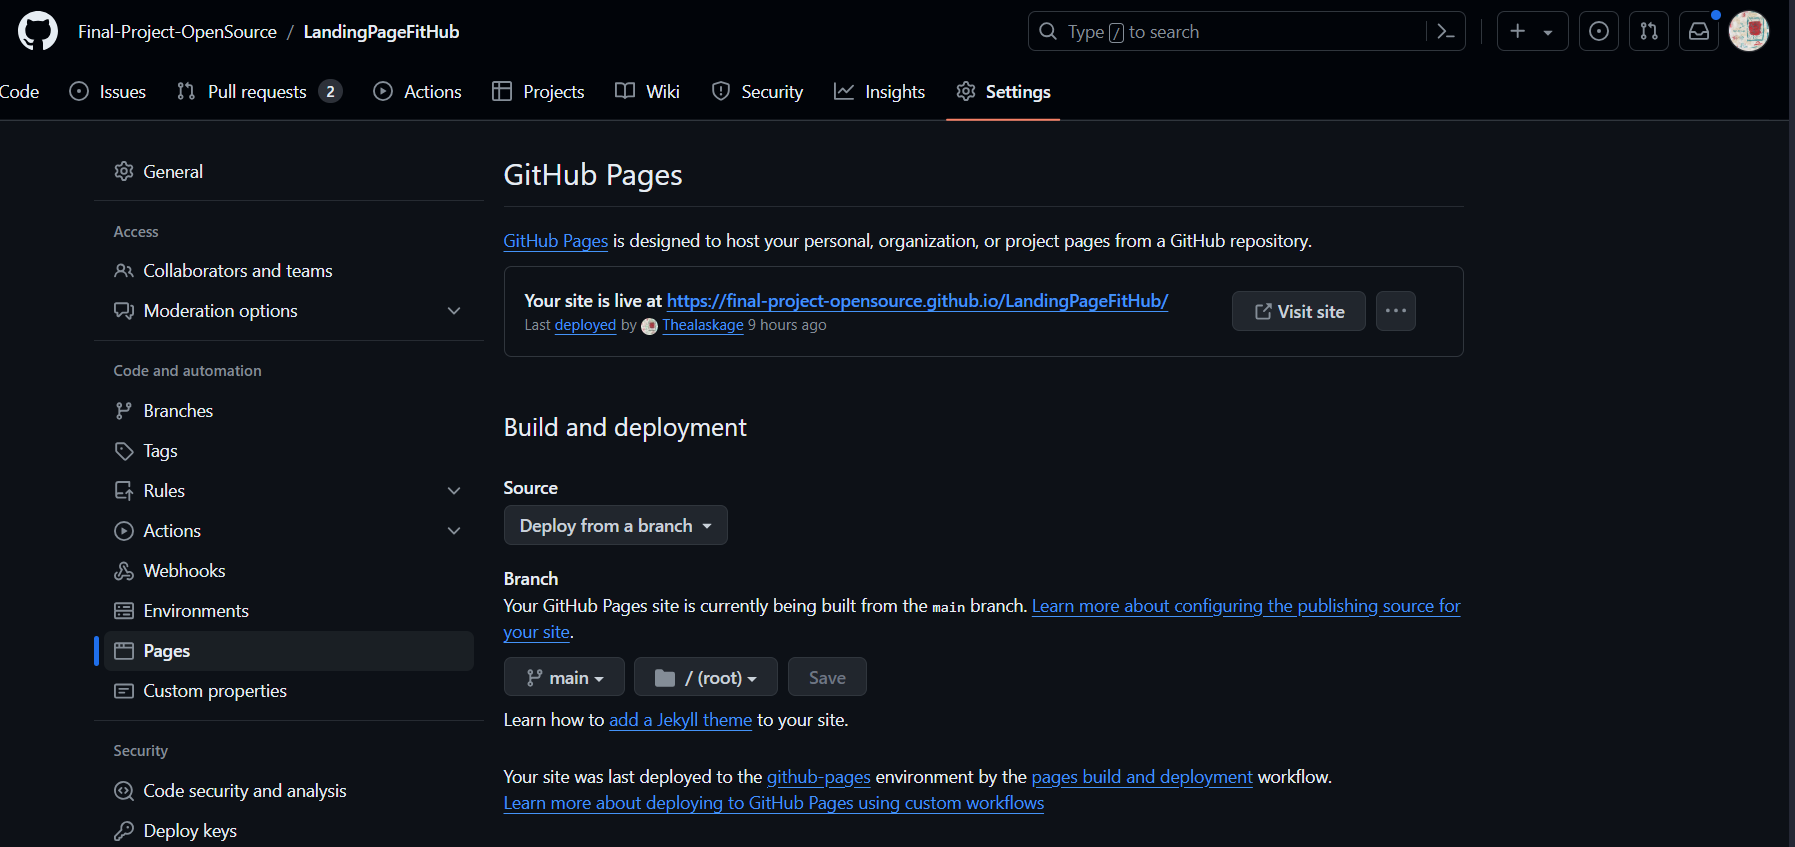 Final-Project-OpenSource / LandingPageFitHub
Type / to search
Code Issues Pull requests 2 Actions Projects Wiki Security Insights Settings
General
Access
Collaborators and teams
Moderation options
Code and automation
Branches
Tags
Rules
Actions
Webhooks
Environments
Pages
Custom properties
Security
Code security and analysis
Deploy keys
GitHub Pages
GitHub Pages is designed to host your personal, organization, or project pages from a GitHub repository.
Your site is live at https://final-project-opensource.github.io/LandingPageFitHub/
Last deployed by Thealaskage 9 hours ago
Visit site
Build and deployment
Source
Deploy from a branch
Branch
Your GitHub Pages site is currently being built from the main branch. Learn more about configuring the publishing source for
your site.
main / (root) Save
Learn how to add a Jekyll theme to your site.
Your site was last deployed to the github-pages environment by the pages build and deployment workflow.
Learn more about deploying to GitHub Pages using custom workflows